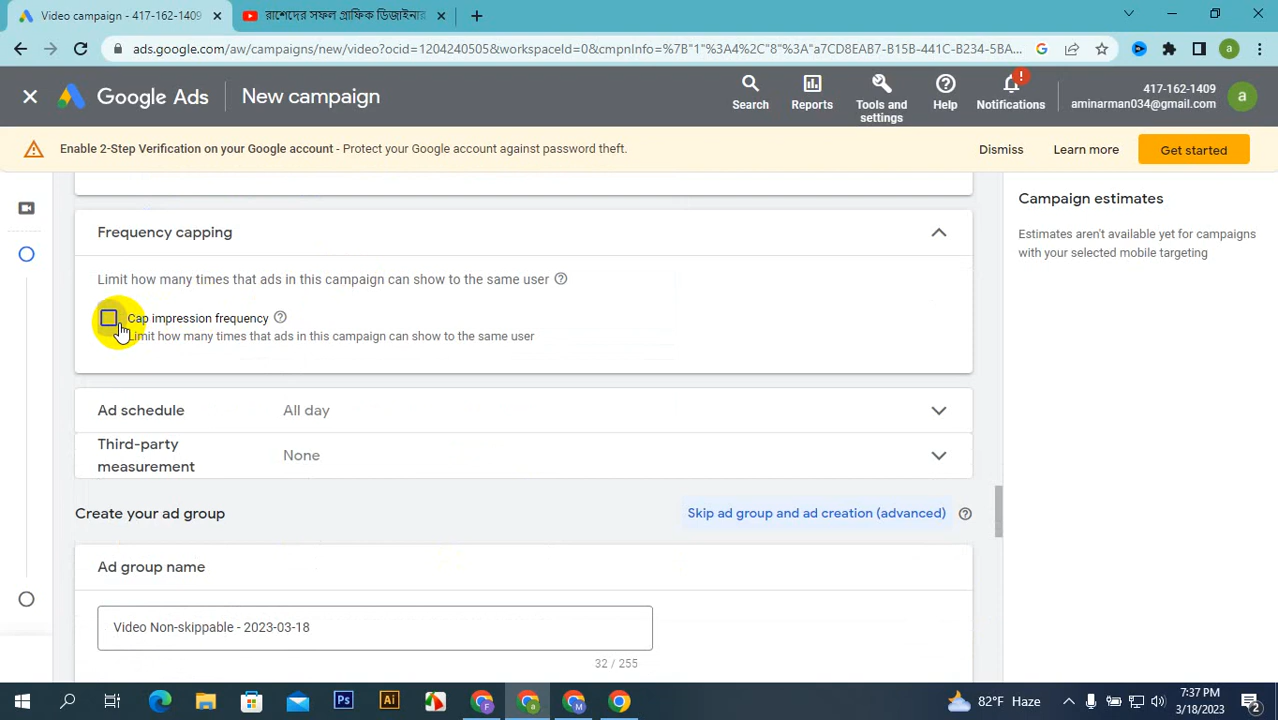 Video campaign - 417-162-1409
রাশেদের সফল গ্রাফিক ডিজাইনার
ads.google.com/aw/campaigns/new/video?ocid=1204240505&workspaceId=0&cmpnInfo=%7B"1"%3A4%2C"8"%3A"a7CD8EAB7-B15B-441C-B234-5BA...
Google Ads
New campaign
Search
Reports
Tools and
settings
Help
Notifications
417-162-1409
aminarman034@gmail.com
Enable 2-Step Verification on your Google account - Protect your Google account against password theft.
Dismiss
Learn more
Get started
Campaign estimates
Estimates aren't available yet for campaigns
with your selected mobile targeting
Frequency capping
Limit how many times that ads in this campaign can show to the same user
Cap impression frequency
Limit how many times that ads in this campaign can show to the same user
Ad schedule All day
Third-party
measurement
None
Create your ad group
Skip ad group and ad creation (advanced)
Ad group name
Video Non-skippable - 2023-03-18
32 / 255
82°F Haze
7:37 PM
3/18/2023
2